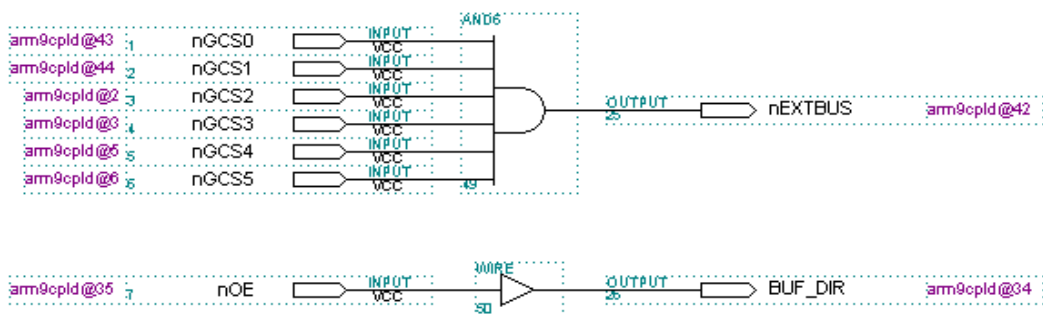 AND6
arm9cpld@43 1 nGCS0 INPUT VCC
arm9cpld@44 2 nGCS1 INPUT VCC
arm9cpld@2 3 nGCS2 INPUT VCC
OUTPUT 25 nEXTBUS arm9cpld@42
arm9cpld@3 4 nGCS3 INPUT VCC
arm9cpld@5 5 nGCS4 INPUT VCC
arm9cpld@6 6 nGCS5 INPUT VCC
49
WIRE
arm9cpld@35 7 nOE INPUT VCC
50
OUTPUT 26 BUF_DIR arm9cpld@34